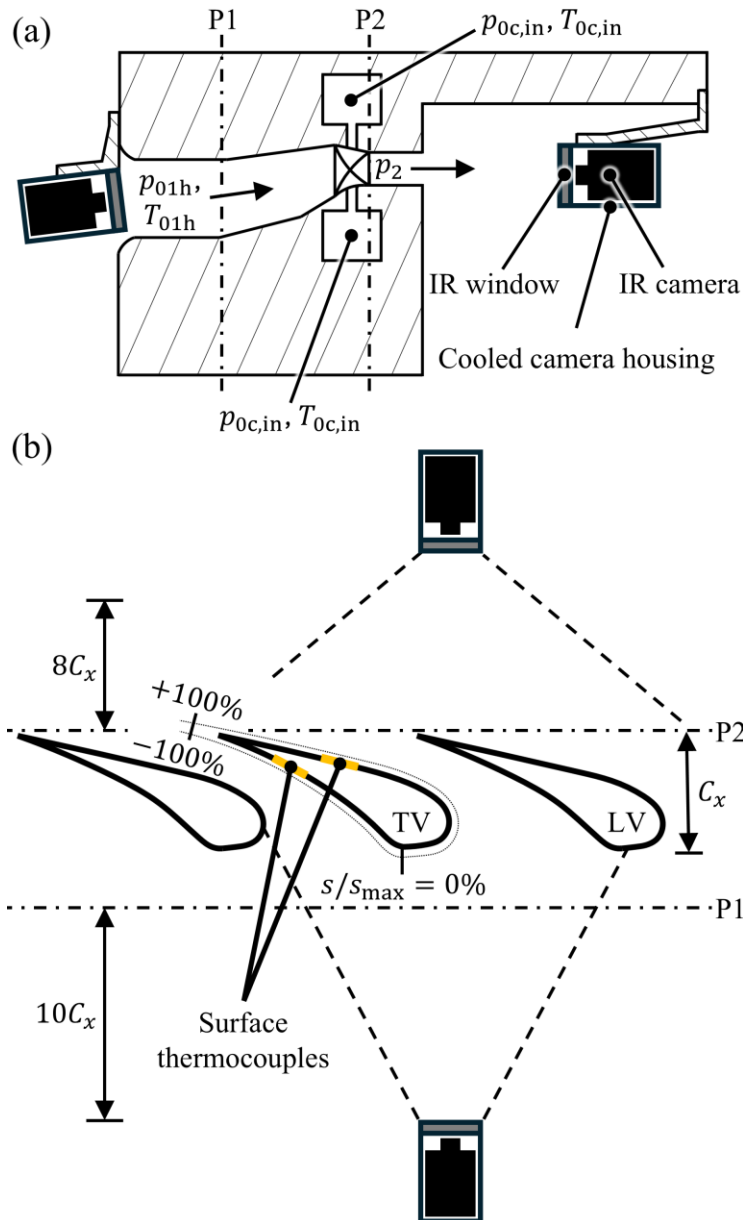 (a)
P1
P2
p₀c,in, T₀c,in
p₀₁h,
T₀₁h
p₂
IR window
IR camera
Cooled camera housing
p₀c,in, T₀c,in
(b)
8Cₓ
+100%
−100%
P2
Cₓ
TV
LV
s/sₘₐₓ = 0%
P1
10Cₓ
Surface
thermocouples